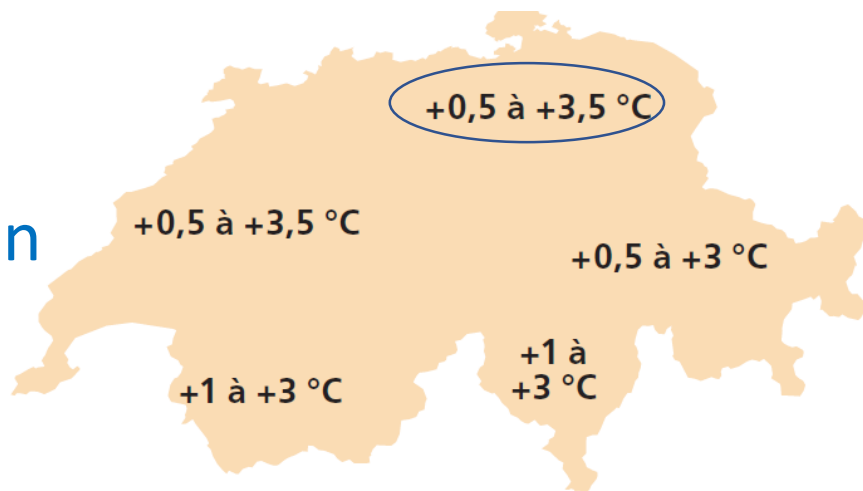 +0,5 à +3,5 °C
n
+0,5 à +3,5 °C
+0,5 à +3 °C
+1 à +3 °C
+1 à
+3 °C